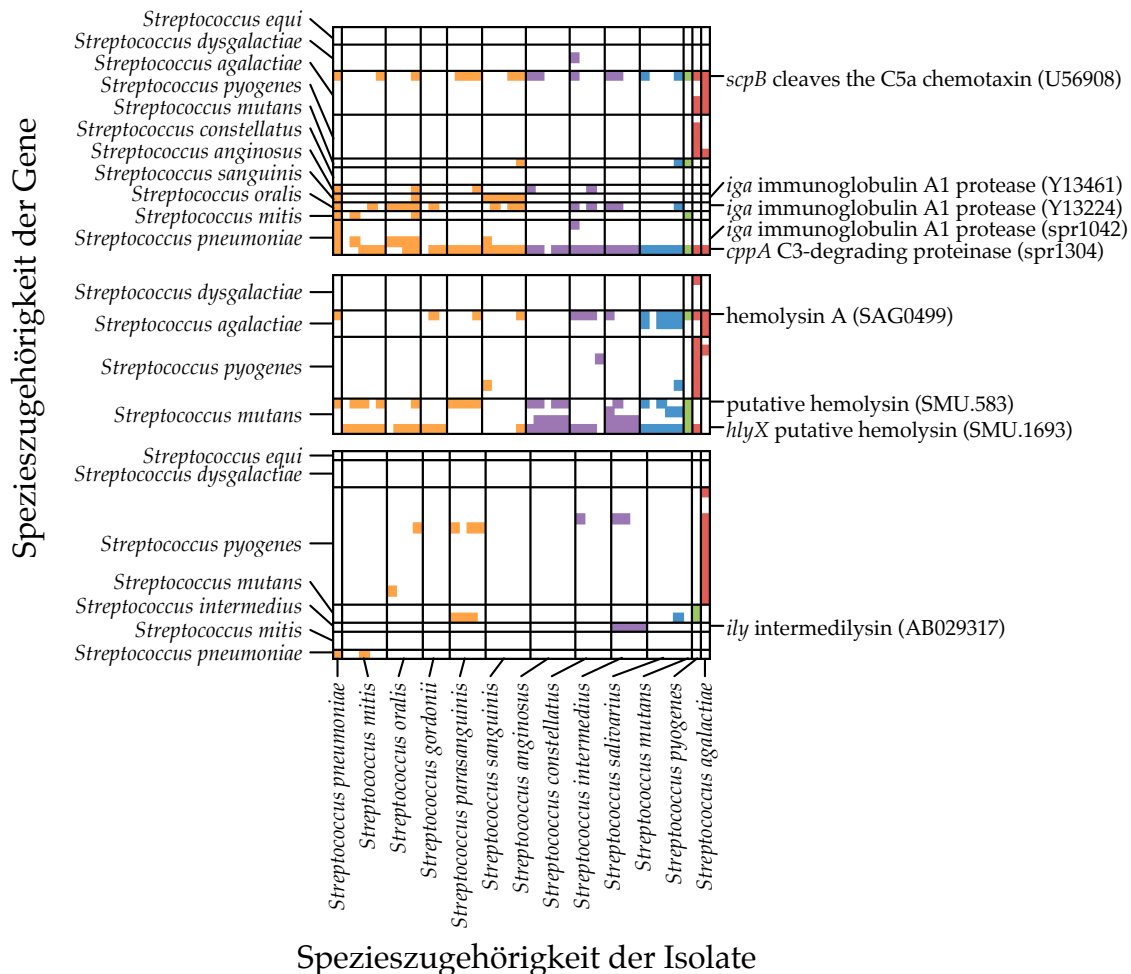 Spezieszugehörigkeit der Gene
Streptococcus equi
Streptococcus dysgalactiae
Streptococcus agalactiae
Streptococcus pyogenes
Streptococcus mutans
Streptococcus constellatus
Streptococcus anginosus
Streptococcus sanguinis
Streptococcus oralis
Streptococcus mitis
Streptococcus pneumoniae
scpB cleaves the C5a chemotaxin (U56908)
iga immunoglobulin A1 protease (Y13461)
iga immunoglobulin A1 protease (Y13224)
iga immunoglobulin A1 protease (spr1042)
cppA C3-degrading proteinase (spr1304)
Streptococcus dysgalactiae
Streptococcus agalactiae
Streptococcus pyogenes
Streptococcus mutans
hemolysin A (SAG0499)
putative hemolysin (SMU.583)
hlyX putative hemolysin (SMU.1693)
Streptococcus equi
Streptococcus dysgalactiae
Streptococcus pyogenes
Streptococcus mutans
Streptococcus intermedius
Streptococcus mitis
Streptococcus pneumoniae
ily intermedilysin (AB029317)
Streptococcus pneumoniae
Streptococcus mitis
Streptococcus oralis
Streptococcus gordonii
Streptococcus parasanguinis
Streptococcus sanguinis
Streptococcus anginosus
Streptococcus constellatus
Streptococcus intermedius
Streptococcus salivarius
Streptococcus mutans
Streptococcus pyogenes
Streptococcus agalactiae
Spezieszugehörigkeit der Isolate